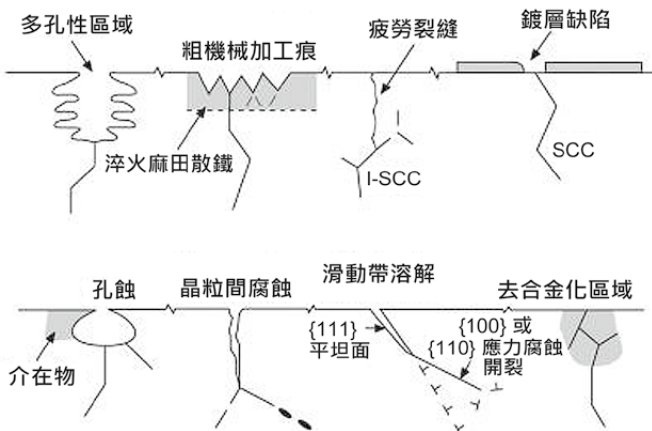 多孔性區域
粗機械加工痕
疲勞裂縫
鍍層缺陷
淬火麻田散鐵
I-SCC
SCC
孔蝕
晶粒間腐蝕
滑動帶溶解
去合金化區域
介在物
{111}
平坦面
{100} 或
{110} 應力腐蝕
開裂